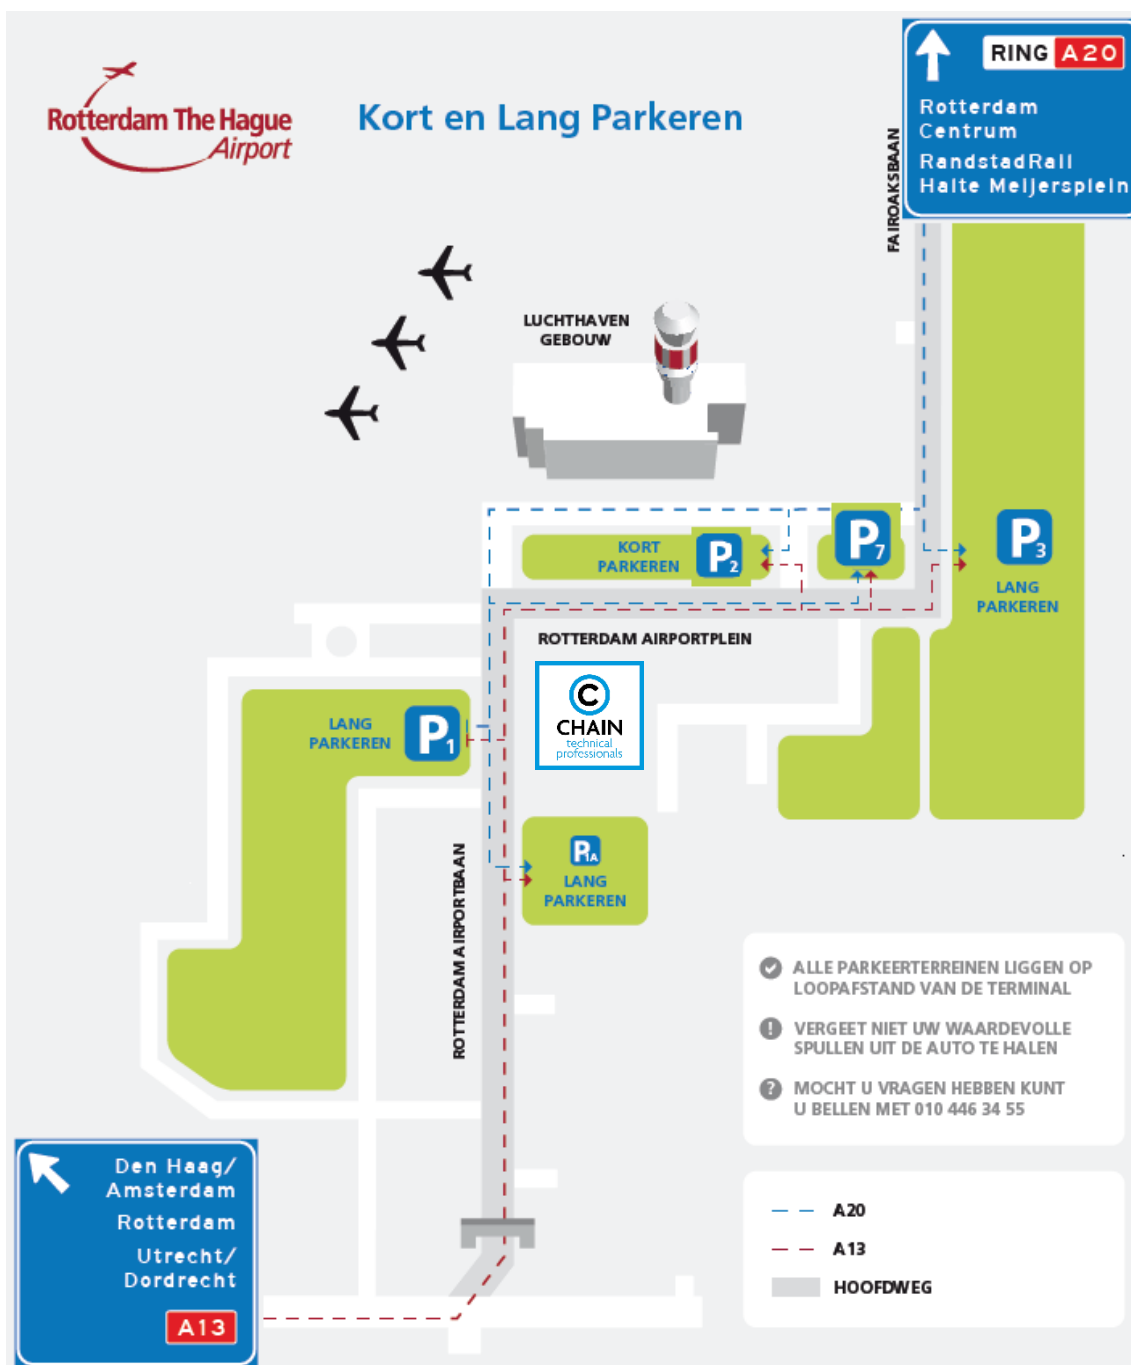 Rotterdam The Hague
Airport
Kort en Lang Parkeren
RING A20
Rotterdam
Centrum
RandstadRail
Halte Meijersplein
FAIROAKSBAAN
LUCHTHAVEN
GEBOUW
KORT
PARKEREN
P2
P7
P3
LANG
PARKEREN
ROTTERDAM AIRPORTPLEIN
C
CHAIN
technical
professionals
LANG
PARKEREN
P1
P1A
LANG
PARKEREN
ROTTERDAM AIRPORTBAAN
ALLE PARKEERTERREINEN LIGGEN OP
LOOPAFSTAND VAN DE TERMINAL
! VERGEET NIET UW WAARDEVOLLE
SPULLEN UIT DE AUTO TE HALEN
? MOCHT U VRAGEN HEBBEN KUNT
U BELLEN MET 010 446 34 55
Den Haag/
Amsterdam
Rotterdam
Utrecht/
Dordrecht
A13
A20
A13
HOOFDWEG